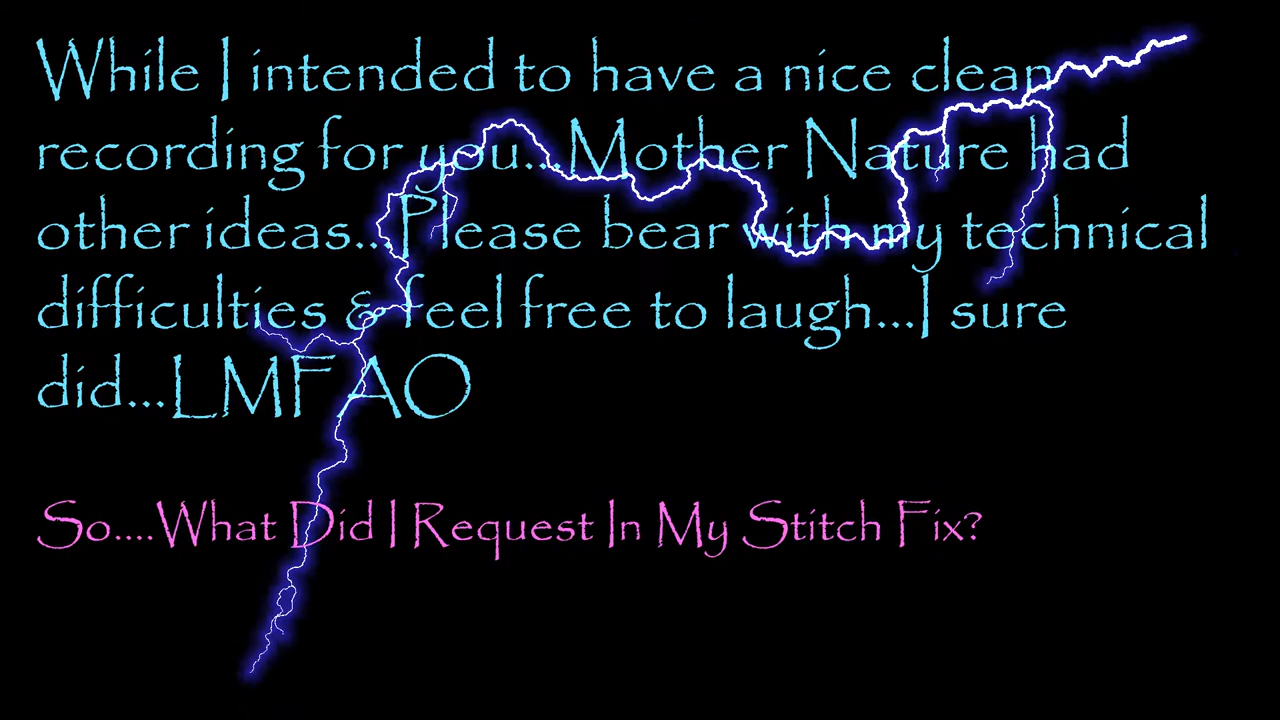 While I intended to have a nice clean
recording for you...Mother Nature had
other ideas...Please bear with my technical
difficulties & feel free to laugh...I sure
did...LMFAO
So....What Did I Request In My Stitch Fix?